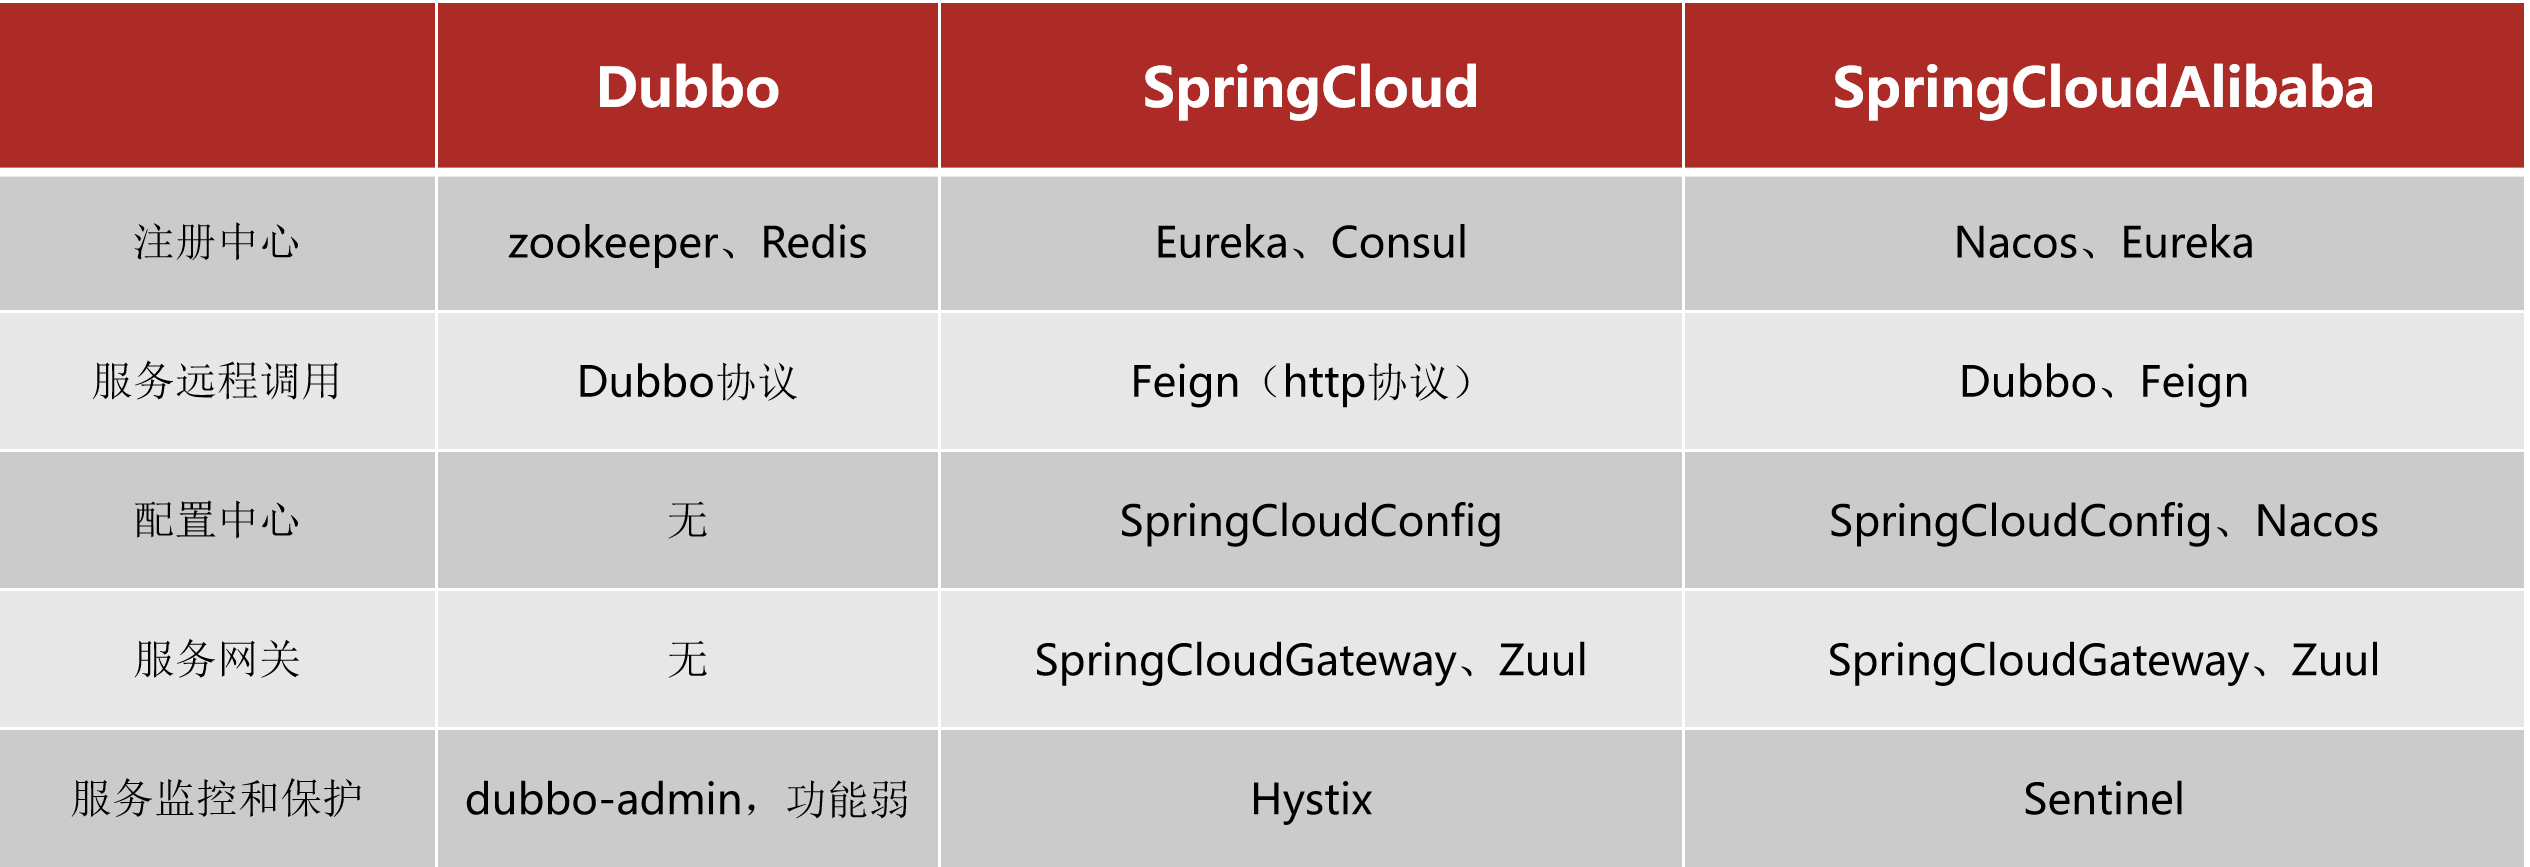 Dubbo
SpringCloud
SpringCloudAlibaba
注册中心
zookeeper、Redis
Eureka、Consul
Nacos、Eureka
服务远程调用
Dubbo协议
Feign（http协议）
Dubbo、Feign
配置中心
无
SpringCloudConfig
SpringCloudConfig、Nacos
服务网关
无
SpringCloudGateway、Zuul
SpringCloudGateway、Zuul
服务监控和保护
dubbo-admin，功能弱
Hystix
Sentinel